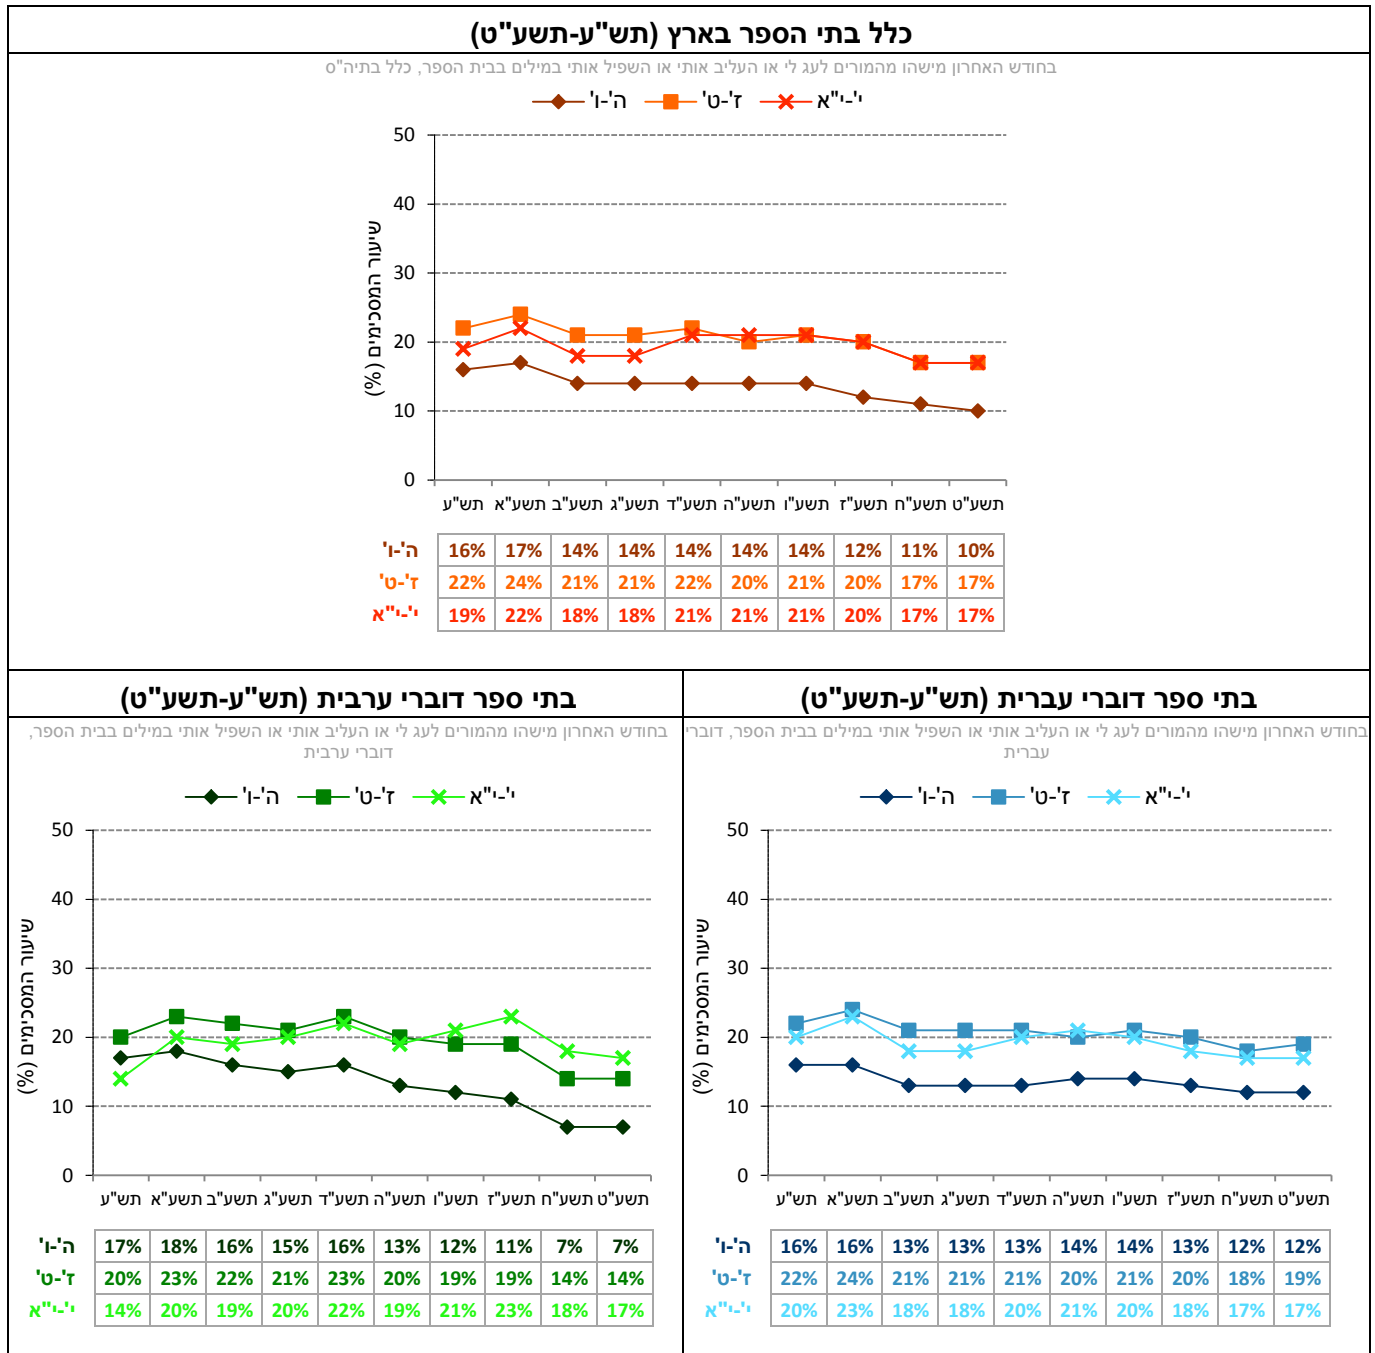 כלל בתי הספר בארץ (תש"ע-תשע"ט)
בחודש האחרון מישהו מהמורים לעג לי או העליב אותי או השפיל אותי במילים בבית הספר, כלל בתיה"ס
ה'-ו' ז'-ט' י'-י"א
שיעור המסכימים (%)
50
40
30
20
10
0
תש"ע תשע"א תשע"ב תשע"ג תשע"ד תשע"ה תשע"ו תשע"ז תשע"ח תשע"ט
ה'-ו' 16% 17% 14% 14% 14% 14% 14% 12% 11% 10%
ז'-ט' 22% 24% 21% 21% 22% 20% 21% 20% 17% 17%
י'-י"א 19% 22% 18% 18% 21% 21% 21% 20% 17% 17%
בתי ספר דוברי עברית (תש"ע-תשע"ט)
בחודש האחרון מישהו מהמורים לעג לי או העליב אותי או השפיל אותי במילים בבית הספר, דוברי
עברית
ה'-ו' ז'-ט' י'-י"א
שיעור המסכימים (%)
50
40
30
20
10
0
תש"ע תשע"א תשע"ב תשע"ג תשע"ד תשע"ה תשע"ו תשע"ז תשע"ח תשע"ט
ה'-ו' 16% 16% 13% 13% 13% 14% 14% 13% 12% 12%
ז'-ט' 22% 24% 21% 21% 21% 20% 21% 20% 18% 19%
י'-י"א 20% 23% 18% 18% 20% 21% 20% 18% 17% 17%
בתי ספר דוברי ערבית (תש"ע-תשע"ט)
בחודש האחרון מישהו מהמורים לעג לי או העליב אותי או השפיל אותי במילים בבית הספר,
דוברי ערבית
ה'-ו' ז'-ט' י'-י"א
שיעור המסכימים (%)
50
40
30
20
10
0
תש"ע תשע"א תשע"ב תשע"ג תשע"ד תשע"ה תשע"ו תשע"ז תשע"ח תשע"ט
ה'-ו' 17% 18% 16% 15% 16% 13% 12% 11% 7% 7%
ז'-ט' 20% 23% 22% 21% 23% 20% 19% 19% 14% 14%
י'-י"א 14% 20% 19% 20% 22% 19% 21% 23% 18% 17%